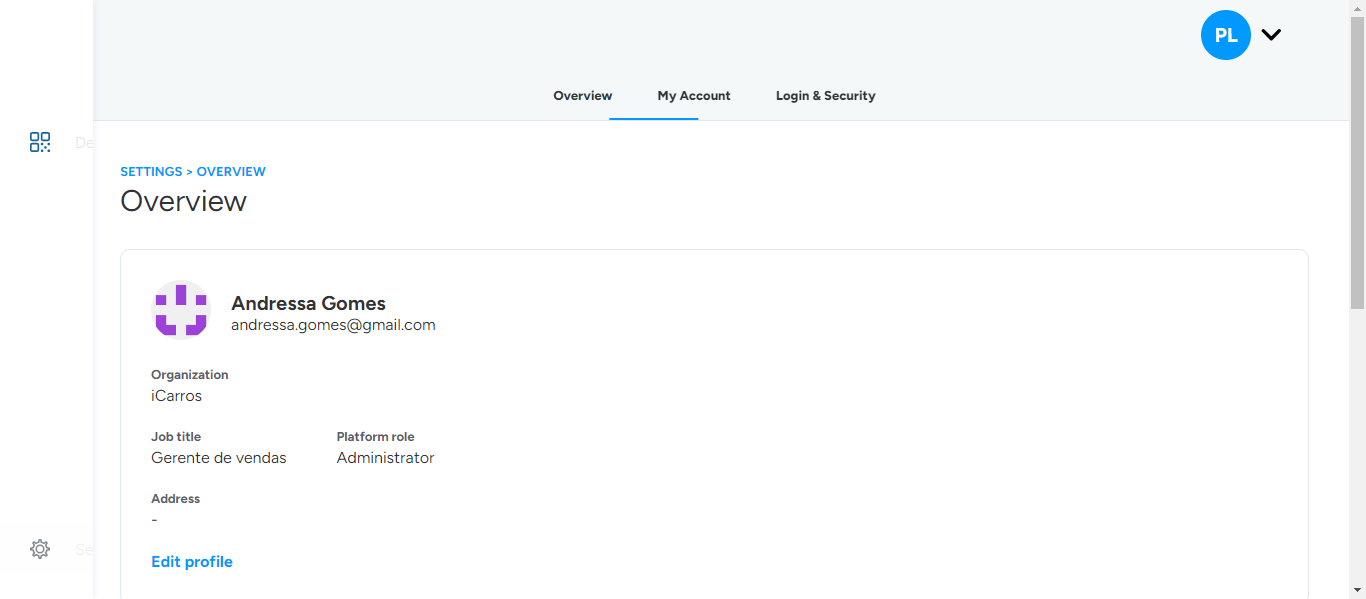 PL
Overview My Account Login & Security
De
SETTINGS > OVERVIEW
Overview
Andressa Gomes
andressa.gomes@gmail.com
Organization
iCarros
Job title Platform role
Gerente de vendas Administrator
Address
-
Se
Edit profile